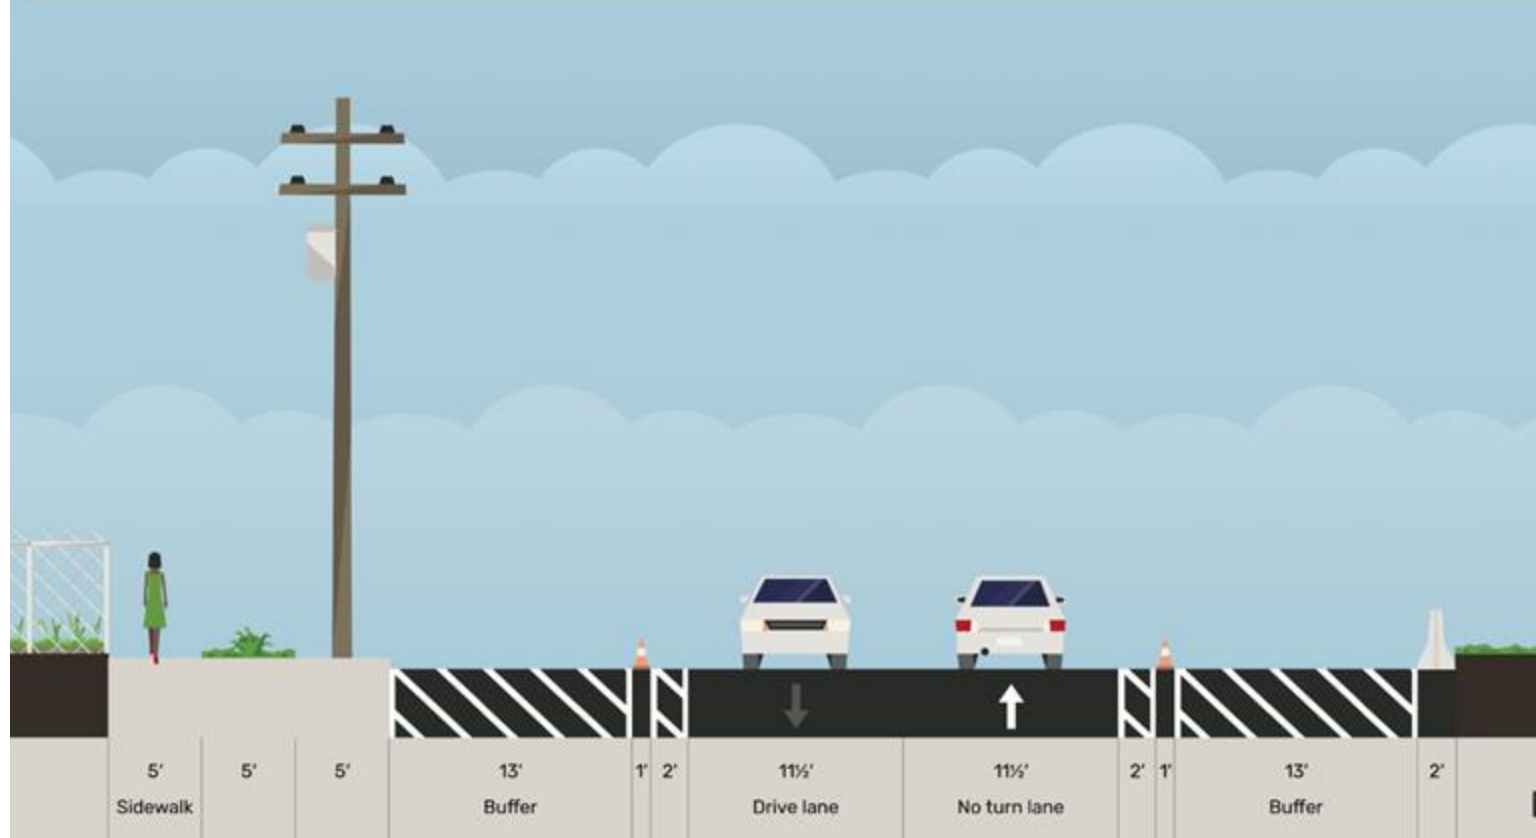 5′ 5′ 5′ 13′ 1′ 2′ 11½′ 11½′ 2′ 1′ 13′ 2′
Sidewalk Buffer Drive lane No turn lane Buffer